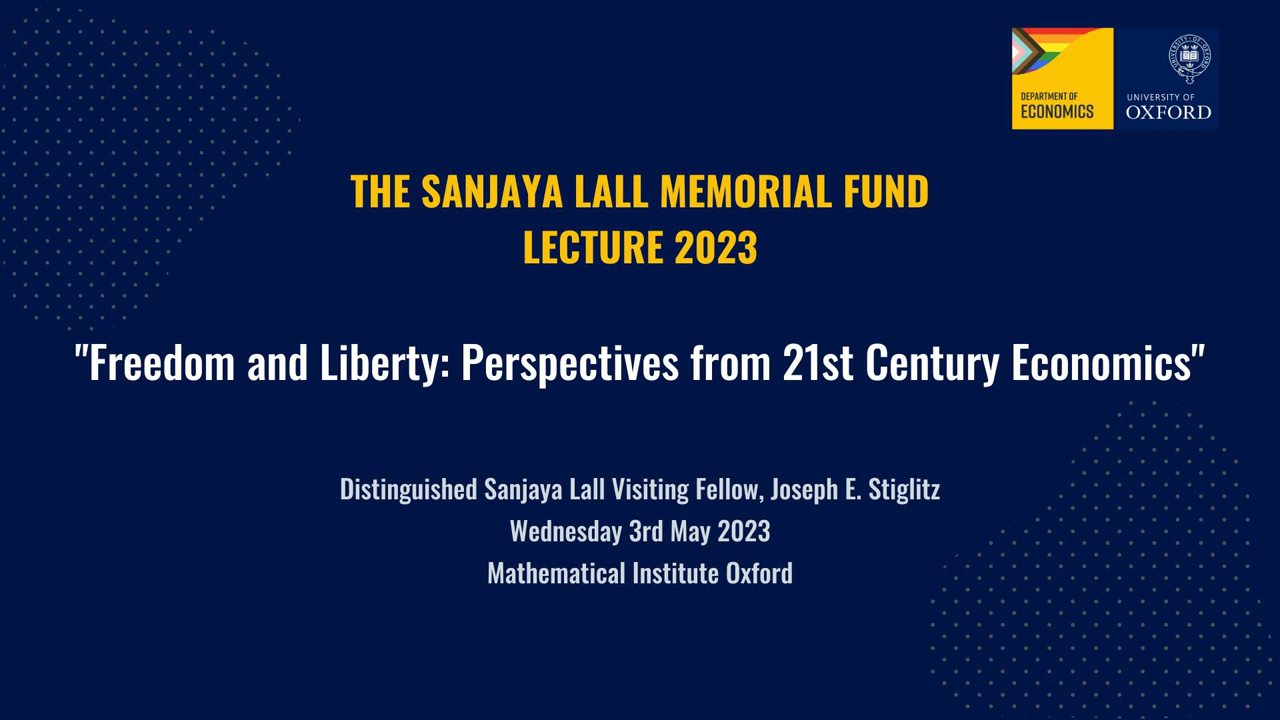 DEPARTMENT OF
ECONOMICS
UNIVERSITY OF
OXFORD
THE SANJAYA LALL MEMORIAL FUND
LECTURE 2023
"Freedom and Liberty: Perspectives from 21st Century Economics"
Distinguished Sanjaya Lall Visiting Fellow, Joseph E. Stiglitz
Wednesday 3rd May 2023
Mathematical Institute Oxford